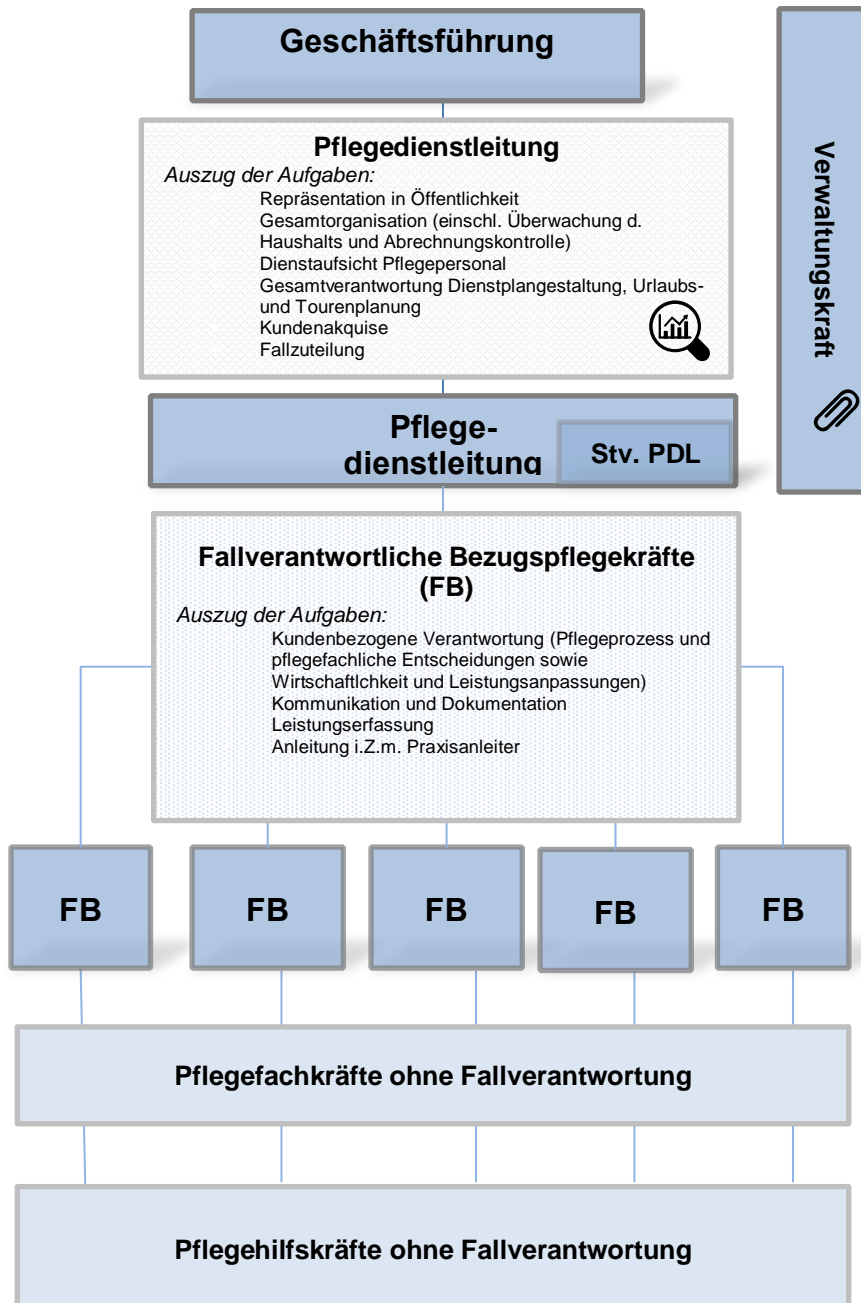 Geschäftsführung
Verwaltungskraft
Pflegedienstleitung
Auszug der Aufgaben:
Repräsentation in Öffentlichkeit
Gesamtorganisation (einschl. Überwachung d.
Haushalts und Abrechnungskontrolle)
Dienstaufsicht Pflegepersonal
Gesamtverantwortung Dienstplangestaltung, Urlaubs-
und Tourenplanung
Kundenakquise
Fallzuteilung
Pflege-
dienstleitung
Stv. PDL
Fallverantwortliche Bezugspflegekräfte
(FB)
Auszug der Aufgaben:
Kundenbezogene Verantwortung (Pflegeprozess und
pflegefachliche Entscheidungen sowie
Wirtschaftlchkeit und Leistungsanpassungen)
Kommunikation und Dokumentation
Leistungserfassung
Anleitung i.Z.m. Praxisanleiter
FB
FB
FB
FB
FB
Pflegefachkräfte ohne Fallverantwortung
Pflegehilfskräfte ohne Fallverantwortung